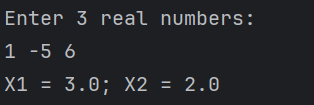 Enter 3 real numbers:
1 -5 6
X1 = 3.0; X2 = 2.0